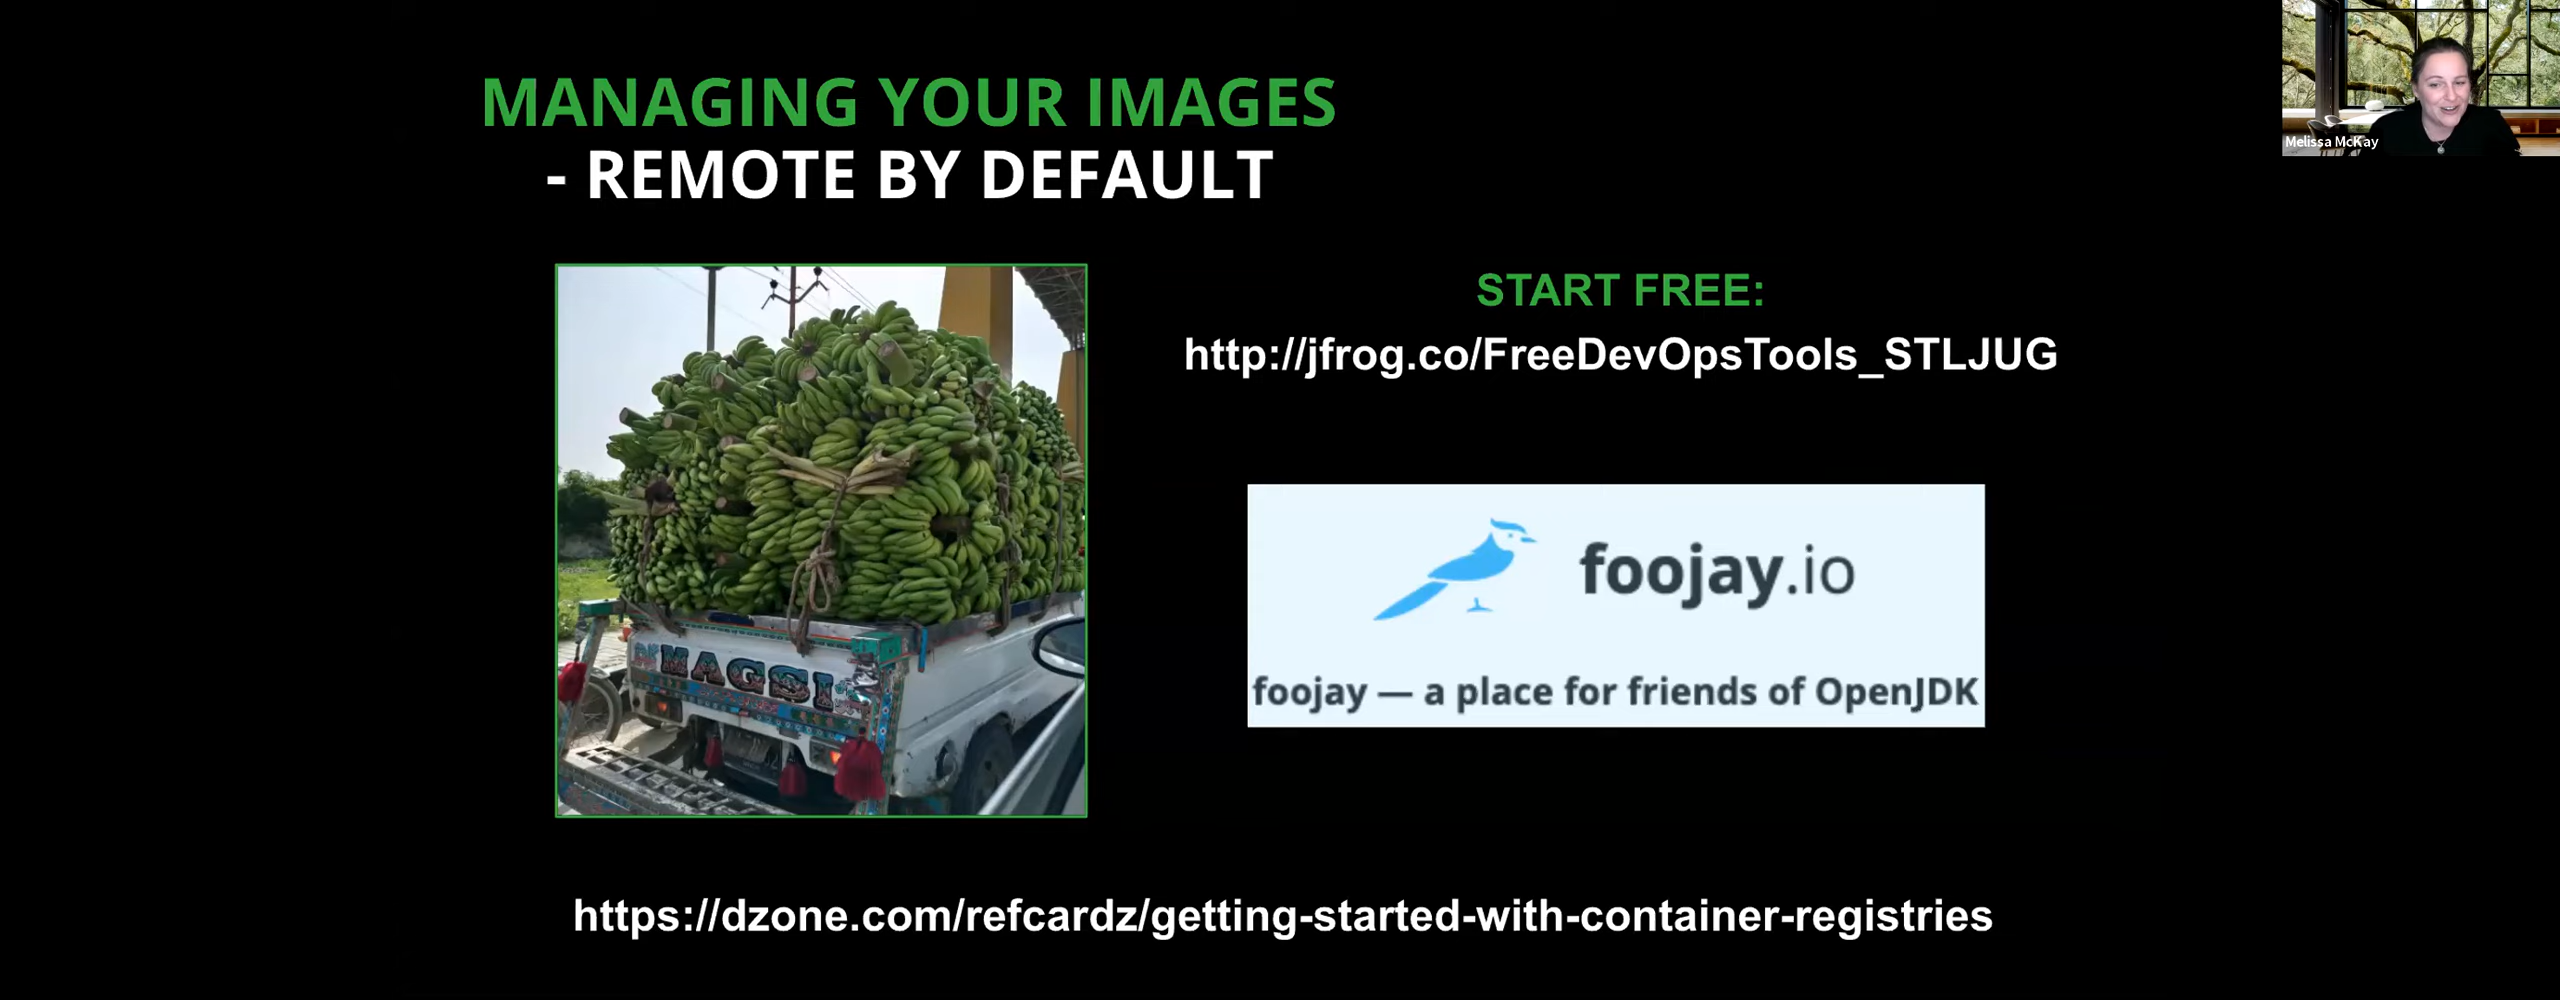 MANAGING YOUR IMAGES
- REMOTE BY DEFAULT
Melissa McKay
START FREE:
http://jfrog.co/FreeDevOpsTools_STLJUG
foojay.io
foojay — a place for friends of OpenJDK
MAGSI
https://dzone.com/refcardz/getting-started-with-container-registries